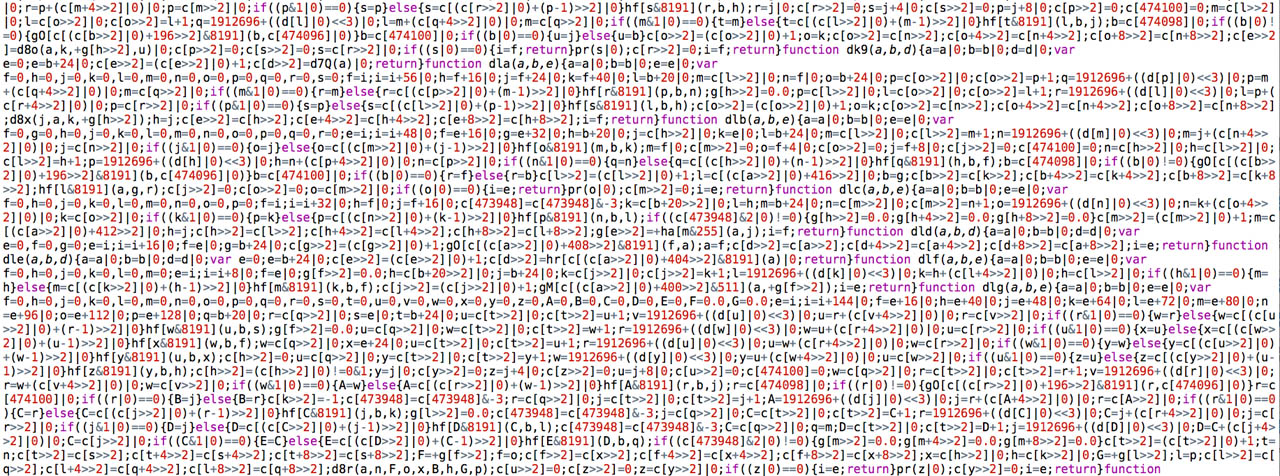 |0;r=p+(c[m+4>>2]|0)|0;p=c[m>>2]|0;if((p&1|0)==0){s=p}else{s=c[(c[r>>2]|0)+(p-1)>>2]|0}hf[s&8191](r,b,h);r=j|0;c[r>>2]=0;s=j+4|0;c[s>>2]=0;p=j+8|0;c[p>>2]=0;c[474100]=0;m=c[n>>2]
|0;l=c[o>>2]|0;c[o>>2]=l+1;q=1912696+((d[l]|0)<<3)|0;l=m+(c[q+4>>2]|0)|0;m=c[q>>2]|0;if((m&1|0)==0){t=m}else{t=c[(c[l>>2]|0)+(m-1)>>2]|0}hf[t&8191](l,b,j);b=c[474098]|0;if((b|0)!
=0){gO[c[(c[b>>2]|0)+196>>2]&8191](b,c[474096]|0)}b=c[474100]|0;if((b|0)==0){u=j}else{u=b}c[o>>2]=(c[o>>2]|0)+1;o=k;c[o>>2]=c[n>>2];c[o+4>>2]=c[n+4>>2];c[o+8>>2]=c[n+8>>2];c[e>>2
]=d8o(a,k,+g[h>>2],u)|0;c[p>>2]=0;c[s>>2]=0;s=c[r>>2]|0;if((s|0)==0){i=f;return}pr(s)|0;c[r>>2]=0;i=f;return}function dk9(a,b,d){a=a|0;b=b|0;d=d|0;var
e=0;e=b+24|0;c[e>>2]=(c[e>>2]|0)+1;c[d>>2]=d7Q(a)|0;return}function dla(a,b,e){a=a|0;b=b|0;e=e|0;var
f=0,h=0,j=0,k=0,l=0,m=0,n=0,o=0,p=0,q=0,r=0,s=0;f=i;i=i+56|0;h=f+16|0;j=f+24|0;k=f+40|0;l=b+20|0;m=c[l>>2]|0;n=f|0;o=b+24|0;p=c[o>>2]|0;c[o>>2]=p+1;q=1912696+((d[p]|0)<<3)|0;p=m
+(c[q+4>>2]|0)|0;m=c[q>>2]|0;if((m&1|0)==0){r=m}else{r=c[(c[p>>2]|0)+(m-1)>>2]|0}hf[r&8191](p,b,n);g[h>>2]=0.0;p=c[l>>2]|0;l=c[o>>2]|0;c[o>>2]=l+1;r=1912696+((d[l]|0)<<3)|0;l=p+(
c[r+4>>2]|0)|0;p=c[r>>2]|0;if((p&1|0)==0){s=p}else{s=c[(c[l>>2]|0)+(p-1)>>2]|0}hf[s&8191](l,b,h);c[o>>2]=(c[o>>2]|0)+1;o=k;c[o>>2]=c[n>>2];c[o+4>>2]=c[n+4>>2];c[o+8>>2]=c[n+8>>2]
;d8x(j,a,k,+g[h>>2]);h=j;c[e>>2]=c[h>>2];c[e+4>>2]=c[h+4>>2];c[e+8>>2]=c[h+8>>2];i=f;return}function dlb(a,b,e){a=a|0;b=b|0;e=e|0;var
f=0,g=0,h=0,j=0,k=0,l=0,m=0,n=0,o=0,p=0,q=0,r=0;e=i;i=i+48|0;f=e+16|0;g=e+32|0;h=b+20|0;j=c[h>>2]|0;k=e|0;l=b+24|0;m=c[l>>2]|0;c[l>>2]=m+1;n=1912696+((d[m]|0)<<3)|0;m=j+(c[n+4>>
2]|0)|0;j=c[n>>2]|0;if((j&1|0)==0){o=j}else{o=c[(c[m>>2]|0)+(j-1)>>2]|0}hf[o&8191](m,b,k);m=f|0;c[m>>2]=0;o=f+4|0;c[o>>2]=0;j=f+8|0;c[j>>2]=0;c[474100]=0;n=c[h>>2]|0;h=c[l>>2]|0;
c[l>>2]=h+1;p=1912696+((d[h]|0)<<3)|0;h=n+(c[p+4>>2]|0)|0;n=c[p>>2]|0;if((n&1|0)==0){q=n}else{q=c[(c[h>>2]|0)+(n-1)>>2]|0}hf[q&8191](h,b,f);b=c[474098]|0;if((b|0)!=0){gO[c[(c[b>>
2]|0)+196>>2]&8191](b,c[474096]|0)}b=c[474100]|0;if((b|0)==0){r=f}else{r=b}c[l>>2]=(c[l>>2]|0)+1;l=c[(c[a>>2]|0)+416>>2]|0;b=g;c[b>>2]=c[k>>2];c[b+4>>2]=c[k+4>>2];c[b+8>>2]=c[k+8
>>2];hf[l&8191](a,g,r);c[j>>2]=0;c[o>>2]=0;o=c[m>>2]|0;if((o|0)==0){i=e;return}pr(o)|0;c[m>>2]=0;i=e;return}function dlc(a,b,e){a=a|0;b=b|0;e=e|0;var
f=0,h=0,j=0,k=0,l=0,m=0,n=0,o=0,p=0;f=i;i=i+32|0;h=f|0;j=f+16|0;c[473948]=c[473948]&-3;k=c[b+20>>2]|0;l=h;m=b+24|0;n=c[m>>2]|0;c[m>>2]=n+1;o=1912696+((d[n]|0)<<3)|0;n=k+(c[o+4>>
2]|0)|0;k=c[o>>2]|0;if((k&1|0)==0){p=k}else{p=c[(c[n>>2]|0)+(k-1)>>2]|0}hf[p&8191](n,b,l);if((c[473948]&2|0)!=0){g[h>>2]=0.0;g[h+4>>2]=0.0;g[h+8>>2]=0.0}c[m>>2]=(c[m>>2]|0)+1;m=c
[(c[a>>2]|0)+412>>2]|0;h=j;c[h>>2]=c[l>>2];c[h+4>>2]=c[l+4>>2];c[h+8>>2]=c[l+8>>2];g[e>>2]=+ha[m&255](a,j);i=f;return}function dld(a,b,d){a=a|0;b=b|0;d=d|0;var
e=0,f=0,g=0;e=i;i=i+16|0;f=e|0;g=b+24|0;c[g>>2]=(c[g>>2]|0)+1;gO[c[(c[a>>2]|0)+408>>2]&8191](f,a);a=f;c[d>>2]=c[a>>2];c[d+4>>2]=c[a+4>>2];c[d+8>>2]=c[a+8>>2];i=e;return}function
dle(a,b,d){a=a|0;b=b|0;d=d|0;var e=0;e=b+24|0;c[e>>2]=(c[e>>2]|0)+1;c[d>>2]=hr[c[(c[a>>2]|0)+404>>2]&8191](a)|0;return}function dlf(a,b,e){a=a|0;b=b|0;e=e|0;var
f=0,h=0,j=0,k=0,l=0,m=0;e=i;i=i+8|0;f=e|0;g[f>>2]=0.0;h=c[b+20>>2]|0;j=b+24|0;k=c[j>>2]|0;c[j>>2]=k+1;l=1912696+((d[k]|0)<<3)|0;k=h+(c[l+4>>2]|0)|0;h=c[l>>2]|0;if((h&1|0)==0){m=
h}else{m=c[(c[k>>2]|0)+(h-1)>>2]|0}hf[m&8191](k,b,f);c[j>>2]=(c[j>>2]|0)+1;gM[c[(c[a>>2]|0)+400>>2]&511](a,+g[f>>2]);i=e;return}function dlg(a,b,e){a=a|0;b=b|0;e=e|0;var
f=0,h=0,j=0,k=0,l=0,m=0,n=0,o=0,p=0,q=0,r=0,s=0,t=0,u=0,v=0,w=0,x=0,y=0,z=0,A=0,B=0,C=0,D=0,E=0,F=0.0,G=0.0;e=i;i=i+144|0;f=e+16|0;h=e+40|0;j=e+48|0;k=e+64|0;l=e+72|0;m=e+80|0;n
=e+96|0;o=e+112|0;p=e+128|0;q=b+20|0;r=c[q>>2]|0;s=e|0;t=b+24|0;u=c[t>>2]|0;c[t>>2]=u+1;v=1912696+((d[u]|0)<<3)|0;u=r+(c[v+4>>2]|0)|0;r=c[v>>2]|0;if((r&1|0)==0){w=r}else{w=c[(c[u
>>2]|0)+(r-1)>>2]|0}hf[w&8191](u,b,s);g[f>>2]=0.0;u=c[q>>2]|0;w=c[t>>2]|0;c[t>>2]=w+1;r=1912696+((d[w]|0)<<3)|0;w=u+(c[r+4>>2]|0)|0;u=c[r>>2]|0;if((u&1|0)==0){x=u}else{x=c[(c[w>>
2]|0)+(u-1)>>2]|0}hf[x&8191](w,b,f);w=c[q>>2]|0;x=e+24|0;u=c[t>>2]|0;c[t>>2]=u+1;r=1912696+((d[u]|0)<<3)|0;u=w+(c[r+4>>2]|0)|0;w=c[r>>2]|0;if((w&1|0)==0){y=w}else{y=c[(c[u>>2]|0)
+(w-1)>>2]|0}hf[y&8191](u,b,x);c[h>>2]=0;u=c[q>>2]|0;y=c[t>>2]|0;c[t>>2]=y+1;w=1912696+((d[y]|0)<<3)|0;y=u+(c[w+4>>2]|0)|0;u=c[w>>2]|0;if((u&1|0)==0){z=u}else{z=c[(c[y>>2]|0)+(u-
1)>>2]|0}hf[z&8191](y,b,h);c[h>>2]=(c[h>>2]|0)!=0&1;y=j|0;c[y>>2]=0;z=j+4|0;c[z>>2]=0;u=j+8|0;c[u>>2]=0;c[474100]=0;w=c[q>>2]|0;r=c[t>>2]|0;c[t>>2]=r+1;v=1912696+((d[r]|0)<<3)|0;
r=w+(c[v+4>>2]|0)|0;w=c[v>>2]|0;if((w&1|0)==0){A=w}else{A=c[(c[r>>2]|0)+(w-1)>>2]|0}hf[A&8191](r,b,j);r=c[474098]|0;if((r|0)!=0){gO[c[(c[r>>2]|0)+196>>2]&8191](r,c[474096]|0)}r=c
[474100]|0;if((r|0)==0){B=j}else{B=r}c[k>>2]=-1;c[473948]=c[473948]&-3;r=c[q>>2]|0;j=c[t>>2]|0;c[t>>2]=j+1;A=1912696+((d[j]|0)<<3)|0;j=r+(c[A+4>>2]|0)|0;r=c[A>>2]|0;if((r&1|0)==0
){C=r}else{C=c[(c[j>>2]|0)+(r-1)>>2]|0}hf[C&8191](j,b,k);g[l>>2]=0.0;c[473948]=c[473948]&-3;j=c[q>>2]|0;C=c[t>>2]|0;c[t>>2]=C+1;r=1912696+((d[C]|0)<<3)|0;C=j+(c[r+4>>2]|0)|0;j=c[
r>>2]|0;if((j&1|0)==0){D=j}else{D=c[(c[C>>2]|0)+(j-1)>>2]|0}hf[D&8191](C,b,l);c[473948]=c[473948]&-3;C=c[q>>2]|0;q=m;D=c[t>>2]|0;c[t>>2]=D+1;j=1912696+((d[D]|0)<<3)|0;D=C+(c[j+4
>>2]|0)|0;C=c[j>>2]|0;if((C&1|0)==0){E=C}else{E=c[(c[D>>2]|0)+(C-1)>>2]|0}hf[E&8191](D,b,q);if((c[473948]&2|0)!=0){g[m>>2]=0.0;g[m+4>>2]=0.0;g[m+8>>2]=0.0}c[t>>2]=(c[t>>2]|0)+1;t=
n;c[t>>2]=c[s>>2];c[t+4>>2]=c[s+4>>2];c[t+8>>2]=c[s+8>>2];F=+g[f>>2];f=o;c[f>>2]=c[x>>2];c[f+4>>2]=c[x+4>>2];c[f+8>>2]=c[x+8>>2];x=c[h>>2]|0;h=c[k>>2]|0;G=+g[l>>2];l=p;c[l>>2]=c[
q>>2];c[l+4>>2]=c[q+4>>2];c[l+8>>2]=c[q+8>>2];d8r(a,n,F,o,x,B,h,G,p);c[u>>2]=0;c[z>>2]=0;z=c[y>>2]|0;if((z|0)==0){i=e;return}pr(z)|0;c[y>>2]=0;i=e;return}function